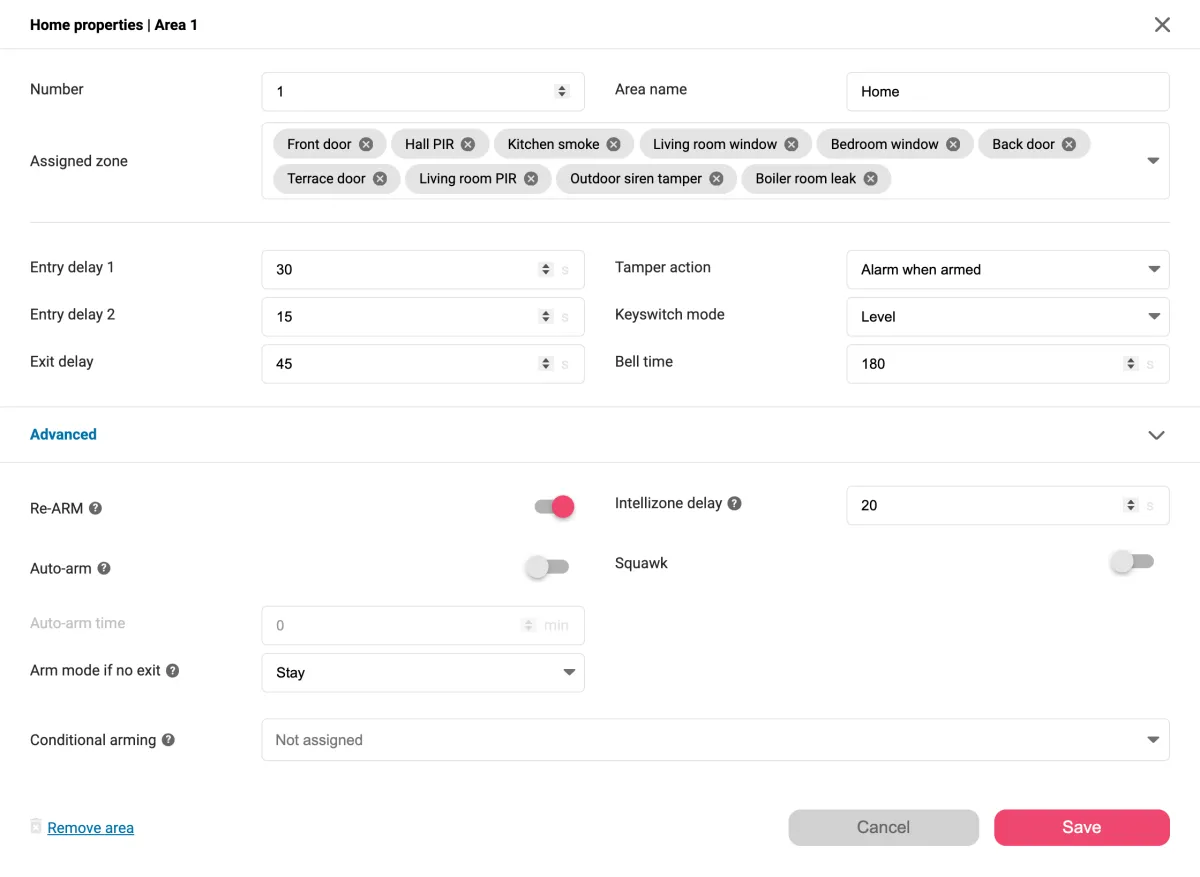 Home properties | Area 1
Number
1
Area name
Home
Assigned zone
Front door
Hall PIR
Kitchen smoke
Living room window
Bedroom window
Back door
Terrace door
Living room PIR
Outdoor siren tamper
Boiler room leak
Entry delay 1
30 s
Tamper action
Alarm when armed
Entry delay 2
15 s
Keyswitch mode
Level
Exit delay
45 s
Bell time
180 s
Advanced
Re-ARM ?
Intellizone delay ?
20 s
Auto-arm ?
Squawk
Auto-arm time
0 min
Arm mode if no exit ?
Stay
Conditional arming ?
Not assigned
Remove area
Cancel
Save